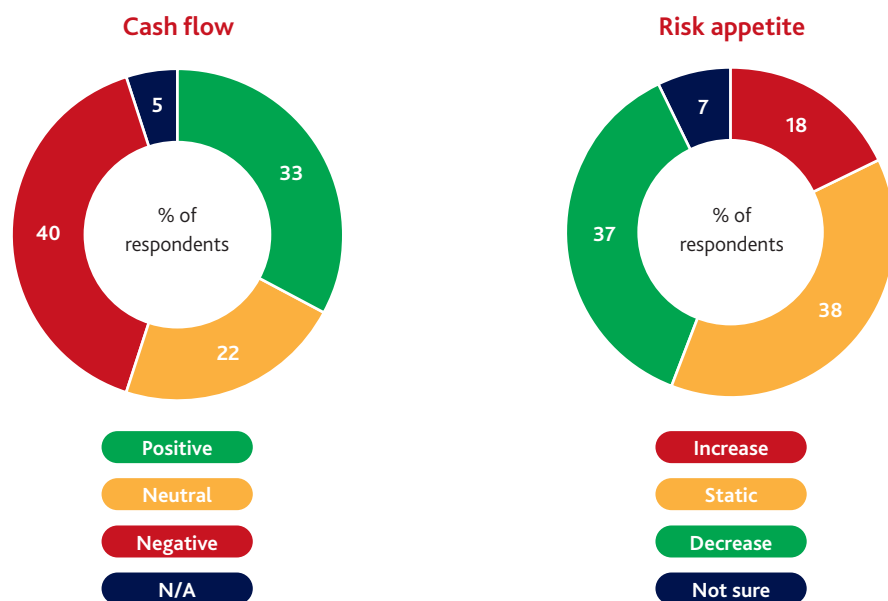 Cash flow
5
33
40
% of
respondents
22
Positive
Neutral
Negative
N/A
Risk appetite
7
18
37
% of
respondents
38
Increase
Static
Decrease
Not sure